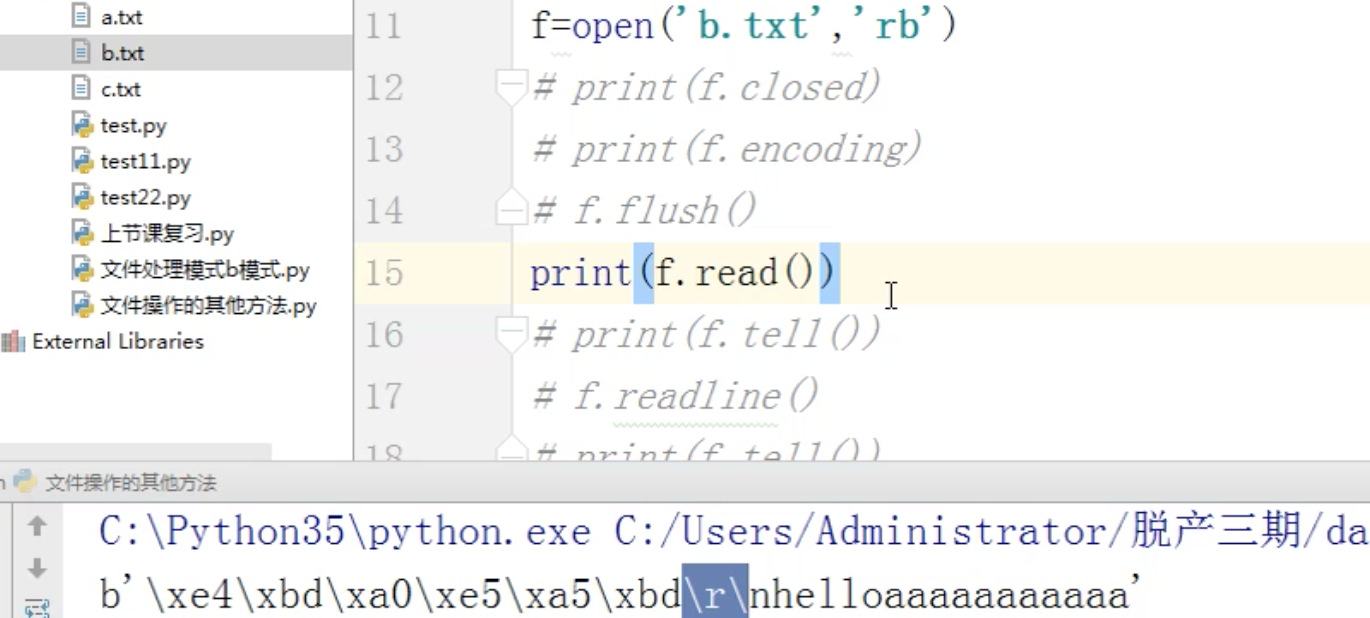 a.txt
b.txt
c.txt
test.py
test11.py
test22.py
上节课复习.py
文件处理模式b模式.py
文件操作的其他方法.py
External Libraries
11 f=open('b.txt','rb')
12 # print(f.closed)
13 # print(f.encoding)
14 # f.flush()
15 print(f.read())
16 # print(f.tell())
17 # f.readline()
18 # print(f.tell())
n 文件操作的其他方法
C:\Python35\python.exe C:/Users/Administrator/脱产三期/da
b'\xe4\xbd\xa0\xe5\xa5\xbd\r\nhelloaaaaaaaaaaaa'